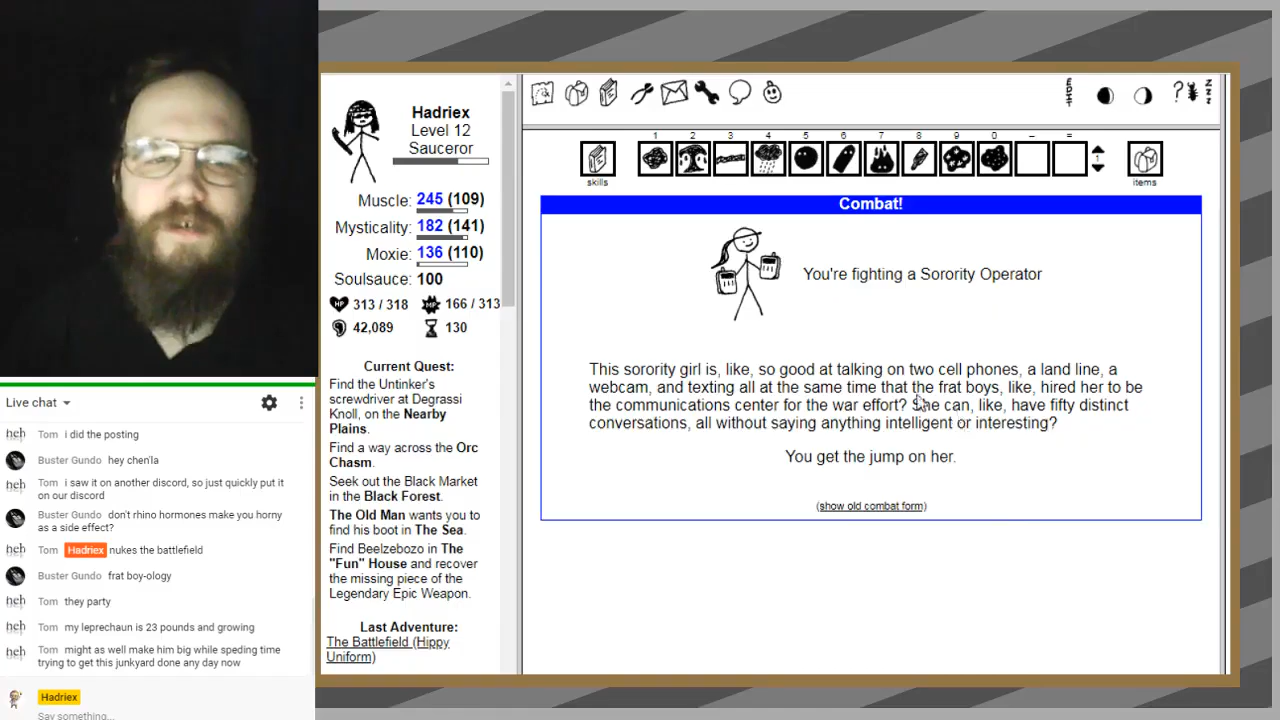 Hadriex
Level 12
Sauceror
Muscle: 245 (109)
Mysticality: 182 (141)
Moxie: 136 (110)
Soulsauce: 100
HP 313 / 318 MP 166 / 313
42,089 130
Current Quest:
Find the Untinker's
screwdriver at Degrassi
Knoll, on the Nearby
Plains.
Find a way across the Orc
Chasm.
Seek out the Black Market
in the Black Forest.
The Old Man wants you to
find his boot in The Sea.
Find Beelzebozo in The
"Fun" House and recover
the missing piece of the
Legendary Epic Weapon.
Last Adventure:
The Battlefield (Hippy
Uniform)
1 2 3 4 5 6 7 8 9 0 – =
1
skills
items
Combat!
You're fighting a Sorority Operator
This sorority girl is, like, so good at talking on two cell phones, a land line, a
webcam, and texting all at the same time that the frat boys, like, hired her to be
the communications center for the war effort? She can, like, have fifty distinct
conversations, all without saying anything intelligent or interesting?
You get the jump on her.
(show old combat form)
Live chat
heh Tom i did the posting
Buster Gundo hey chen'la
heh Tom i saw it on another discord, so just quickly put it
on our discord
Buster Gundo don't rhino hormones make you horny
as a side effect?
heh Tom Hadriex nukes the battlefield
Buster Gundo frat boy-ology
heh Tom they party
heh Tom my leprechaun is 23 pounds and growing
heh Tom might as well make him big while speding time
trying to get this junkyard done any day now
Hadriex
Say something...